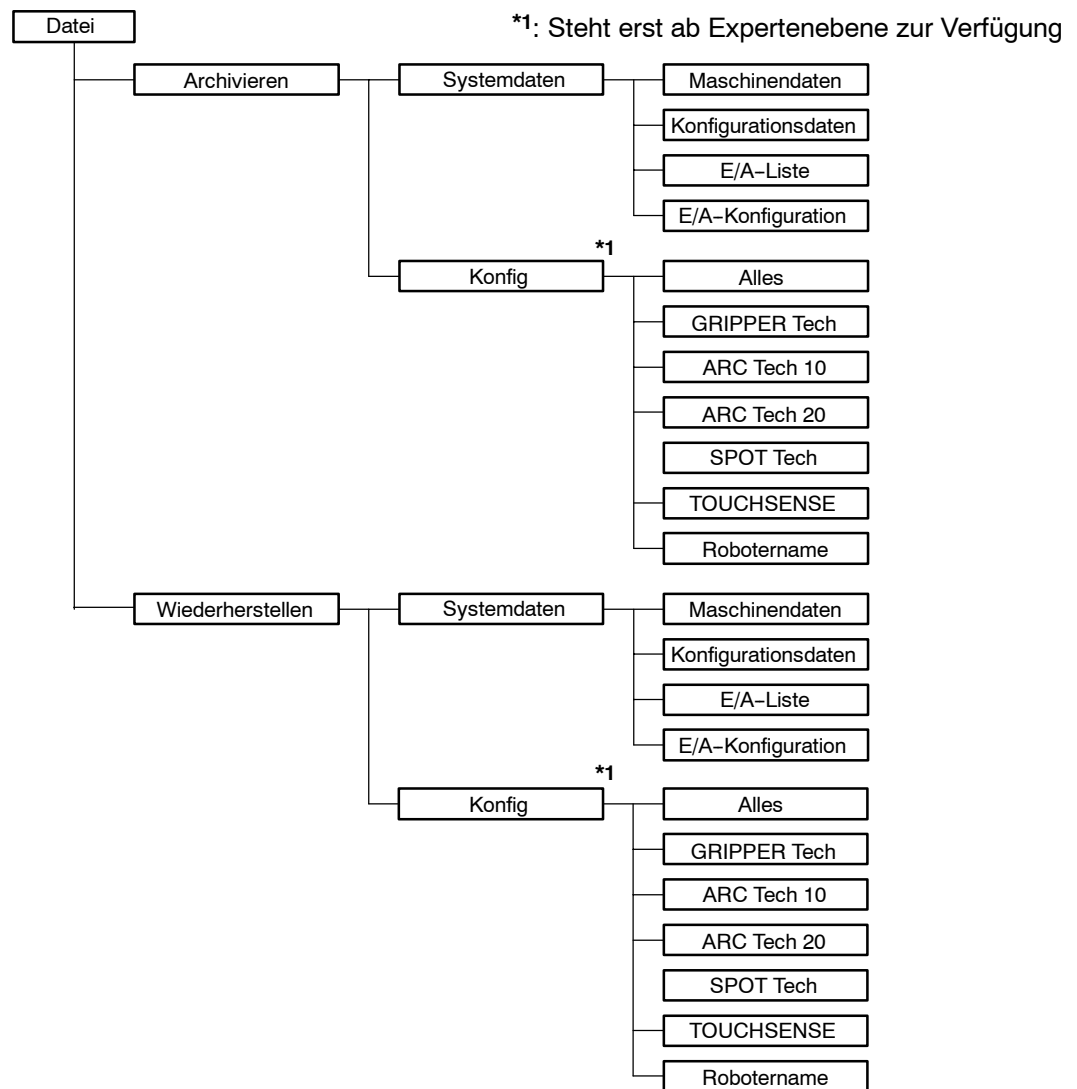 Datei
*1: Steht erst ab Expertenebene zur Verfügung
Archivieren
Systemdaten
Maschinendaten
Konfigurationsdaten
E/A-Liste
E/A-Konfiguration
*1
Konfig
Alles
GRIPPER Tech
ARC Tech 10
ARC Tech 20
SPOT Tech
TOUCHSENSE
Robotername
Wiederherstellen
Systemdaten
Maschinendaten
Konfigurationsdaten
E/A-Liste
E/A-Konfiguration
*1
Konfig
Alles
GRIPPER Tech
ARC Tech 10
ARC Tech 20
SPOT Tech
TOUCHSENSE
Robotername